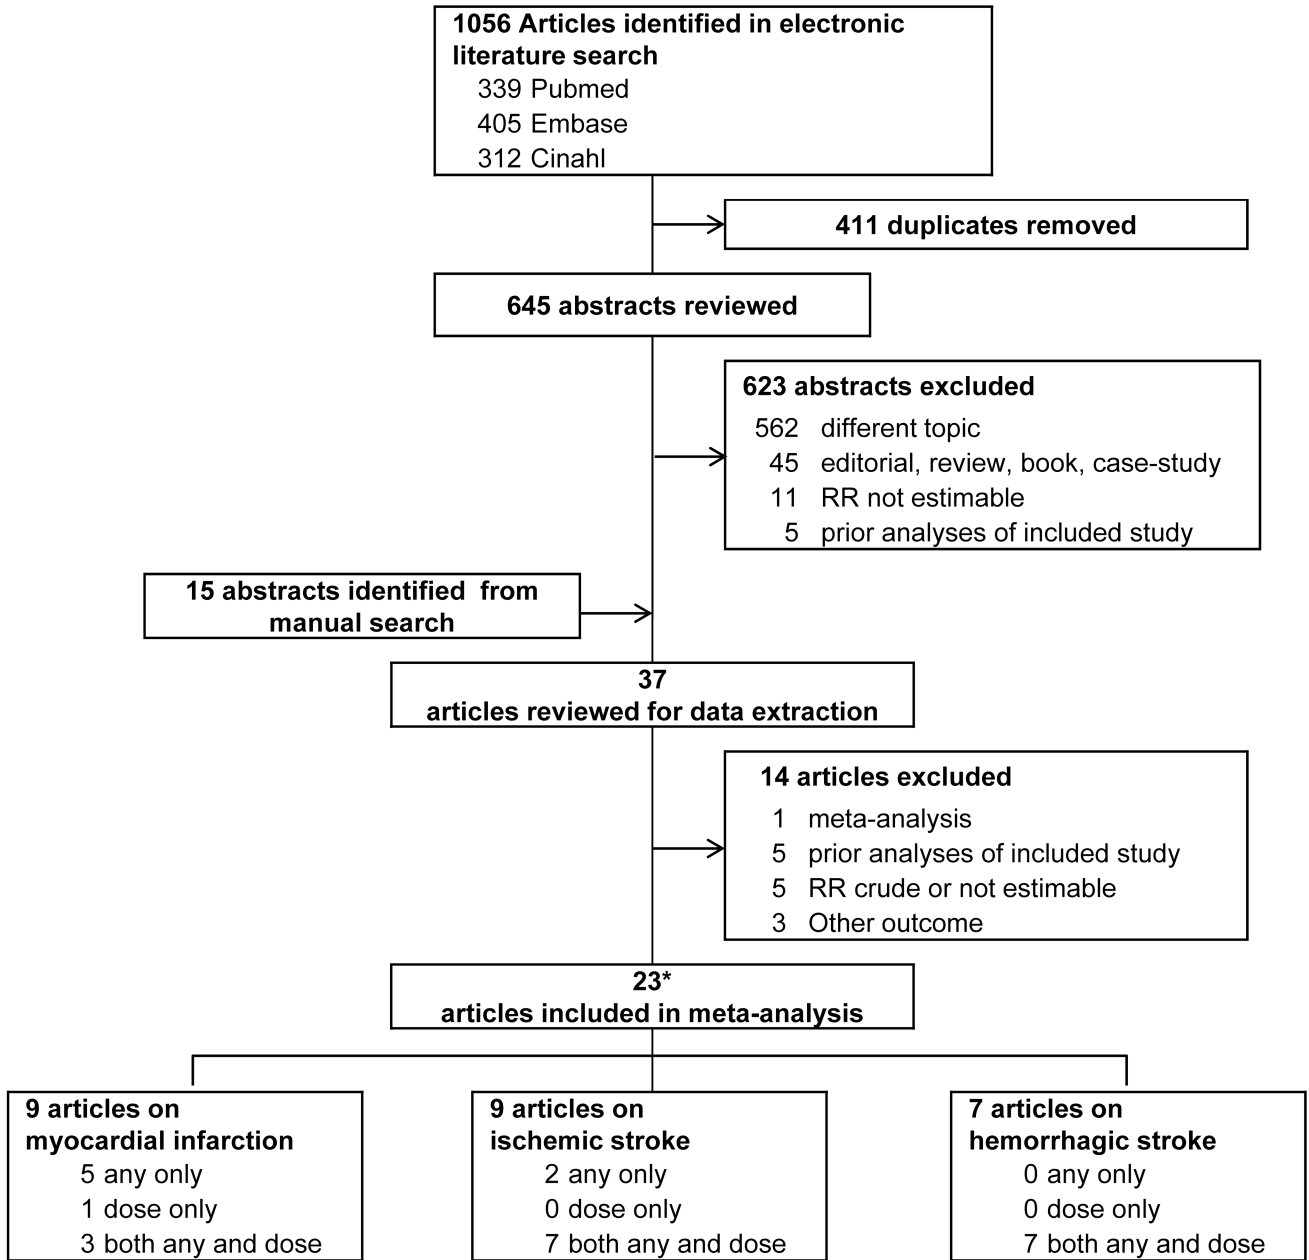 1056 Articles identified in electronic
literature search
339 Pubmed
405 Embase
312 Cinahl
411 duplicates removed
645 abstracts reviewed
623 abstracts excluded
562 different topic
45 editorial, review, book, case-study
11 RR not estimable
5 prior analyses of included study
15 abstracts identified from
manual search
37
articles reviewed for data extraction
14 articles excluded
1 meta-analysis
5 prior analyses of included study
5 RR crude or not estimable
3 Other outcome
23*
articles included in meta-analysis
9 articles on
myocardial infarction
5 any only
1 dose only
3 both any and dose
9 articles on
ischemic stroke
2 any only
0 dose only
7 both any and dose
7 articles on
hemorrhagic stroke
0 any only
0 dose only
7 both any and dose